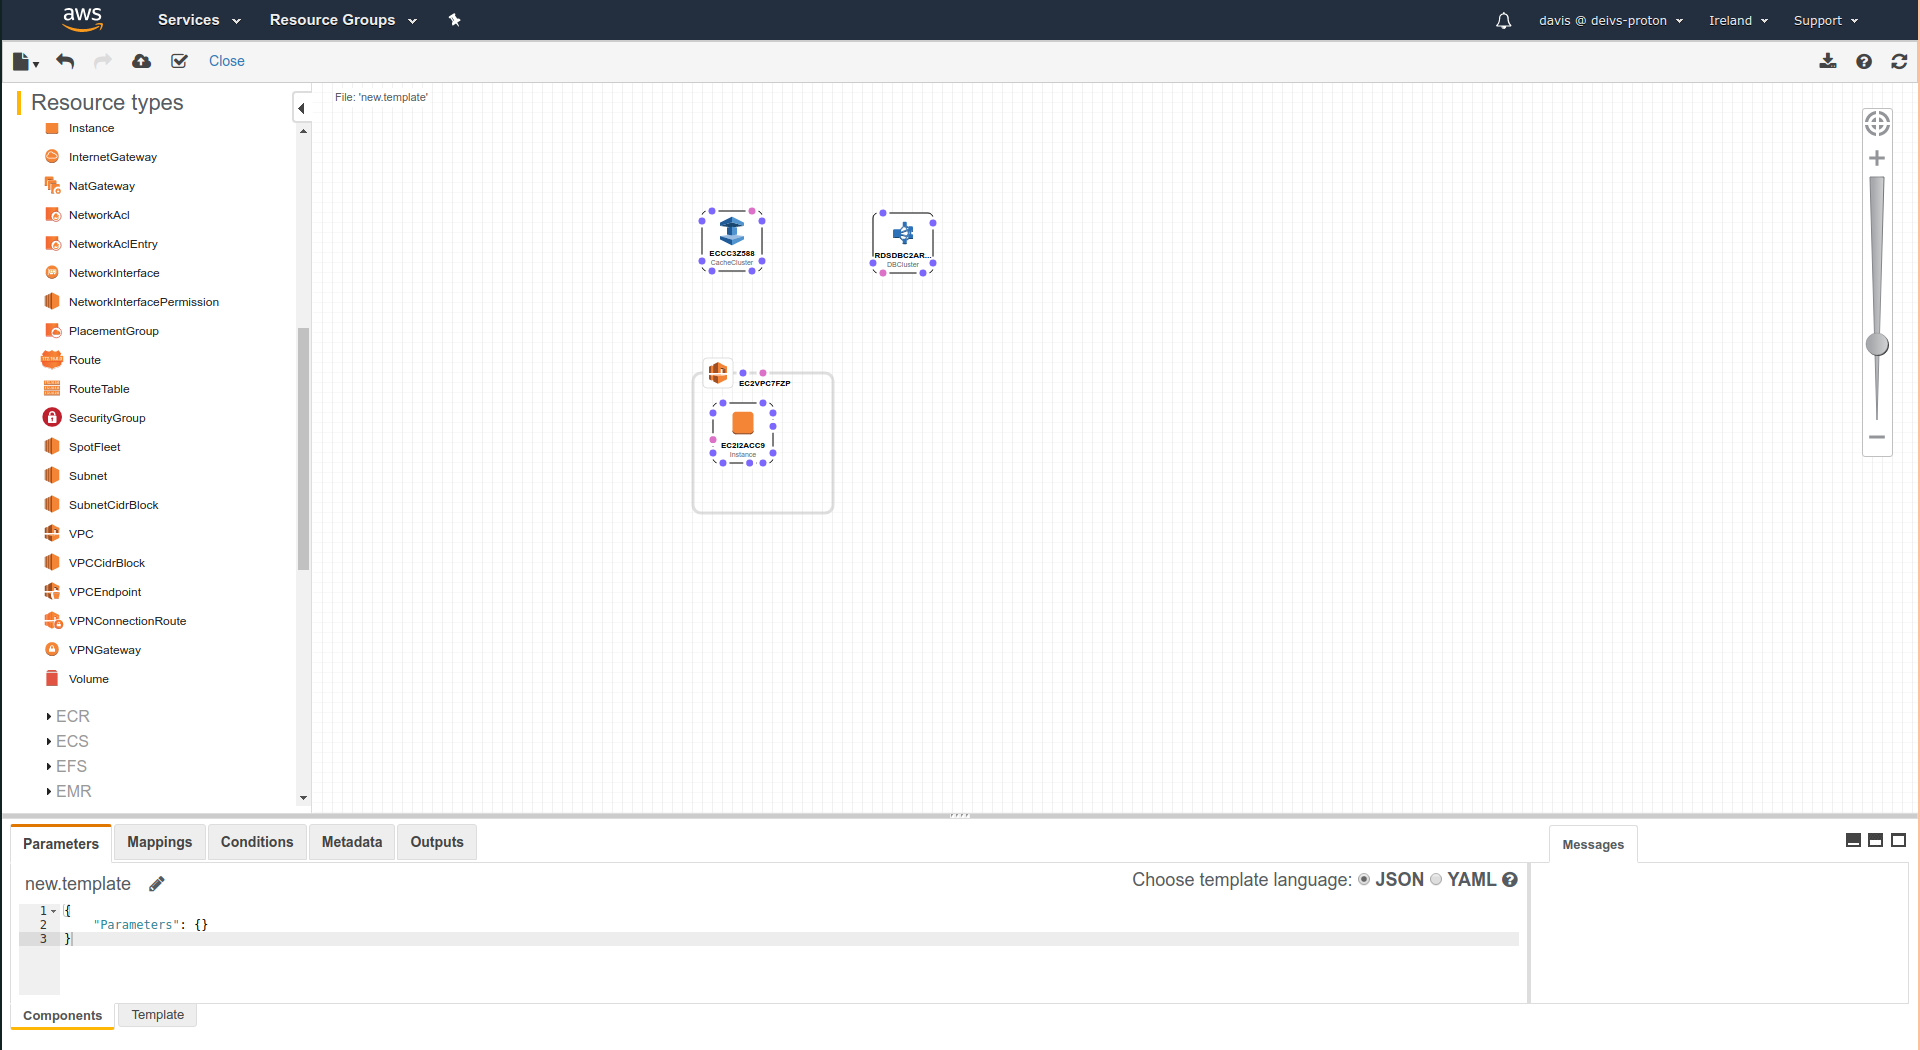 aws Services Resource Groups davis @ deivs-proton Ireland Support
Close
Resource types
File: 'new.template'
Instance
InternetGateway
NatGateway
NetworkAcl
NetworkAclEntry
NetworkInterface
NetworkInterfacePermission
PlacementGroup
Route
RouteTable
SecurityGroup
SpotFleet
Subnet
SubnetCidrBlock
VPC
VPCCidrBlock
VPCEndpoint
VPNConnectionRoute
VPNGateway
Volume
ECR
ECS
EFS
EMR
ECCC3Z588
CacheCluster
RDSDBC2AR...
DBCluster
EC2VPC7FZP
EC2I2ACC9
Instance
Parameters Mappings Conditions Metadata Outputs
Messages
new.template
Choose template language: JSON YAML
1 {
2 "Parameters": {}
3 }
Components Template